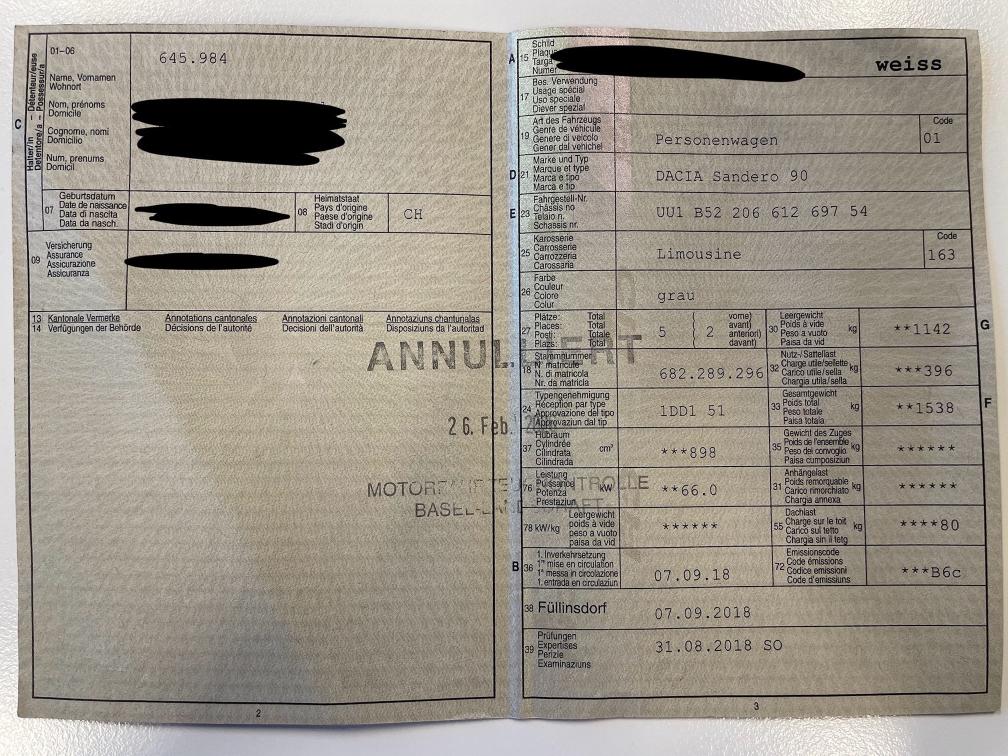 Halter/in – Détenteur/euse
Detentore/a – Possessur/a
C
01-06
645.984
Name, Vornamen
Wohnort
Nom, prénoms
Domicile
Cognome, nomi
Domicilio
Num, prenums
Domicil
07
Geburtsdatum
Date de naissance
Data di nascita
Data da nasch.
08
Heimatstaat
Pays d'origine
Paese d'origine
Stadi d'origin
CH
09
Versicherung
Assurance
Assicurazione
Assicuranza
13 Kantonale Vermerke Annotations cantonales Annotazioni cantonali Annotaziuns chantunalas
14 Verfügungen der Behörde Décisions de l'autorité Decisioni dell'autorità Disposiziuns da l'autoritad
26. Feb.
BASEL-LANDSCHAFT
2
A 15
Schild
Targa
weiss
17
Bes. Verwendung
Usage spécial
Uso speciale
Diever spezial
19
Art des Fahrzeugs
Genre de véhicule
Genere di veicolo
Gener dal vehichel
Personenwagen
Code
01
D 21
Marke und Typ
Marque et type
Marca e tipo
Marca e tip
DACIA Sandero 90
E 23
Fahrgestell-Nr.
Châssis no
Telaio n.
Schassis nr.
UU1 B52 206 612 697 54
25
Karosserie
Carrosserie
Carrozzeria
Carossaria
Limousine
Code
163
26
Farbe
Couleur
Colore
Colur
grau
27
Plätze: Total
Places: Total
Posti: Totale
Plazs: Total
5
( 2
vorne)
avant)
anteriori)
davant)
30
Leergewicht
Poids à vide
Peso a vuoto
Paisa da vid
kg
**1142
G
18
Stammnummer
N° matricule
N. di matricola
Nr. da matricla
682.289.296
32
Nutz-/Sattellast
Charge utile/sellette
Carico utile/sella
Chargia utila/sella
kg
***396
24
Typengenehmigung
Réception par type
Approvazione del tipo
Approvaziun dal tip
1DD1 51
33
Gesamtgewicht
Poids total
Peso totale
Paisa totala
kg
**1538
F
37
Hubraum
Cylindrée
Cilindrata
Cilindrada
cm³
***898
35
Gewicht des Zuges
Poids de l'ensemble
Peso del convoglio
Paisa cumposiziun
kg
******
76
Leistung
Puissance
Potenza
Prestaziun
kW
**66.0
31
Anhängelast
Poids remorquable
Carico rimorchiato
Chargia annexa
kg
******
78 kW/kg
Leergewicht
poids à vide
peso a vuoto
paisa da vid
******
55
Dachlast
Charge sur le toit
Carico sul tetto
Chargia sin il tetg
kg
****80
B 36
1. Inverkehrsetzung
1re mise en circulation
1a messa in circolazione
1. entrada en circulaziun
07.09.18
72
Emissionscode
Code émissions
Codice emissioni
Code d'emissiuns
***B6c
38 Füllinsdorf
07.09.2018
39
Prüfungen
Expertises
Perizie
Examinaziuns
31.08.2018 SO
3